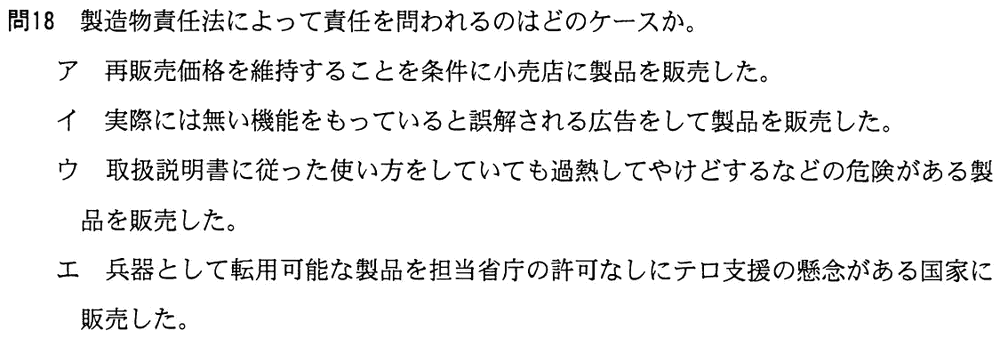 問18 製造物責任法によって責任を問われるのはどのケースか。
ア 再販売価格を維持することを条件に小売店に製品を販売した。
イ 実際には無い機能をもっていると誤解される広告をして製品を販売した。
ウ 取扱説明書に従った使い方をしていても過熱してやけどするなどの危険がある製
品を販売した。
エ 兵器として転用可能な製品を担当省庁の許可なしにテロ支援の懸念がある国家に
販売した。